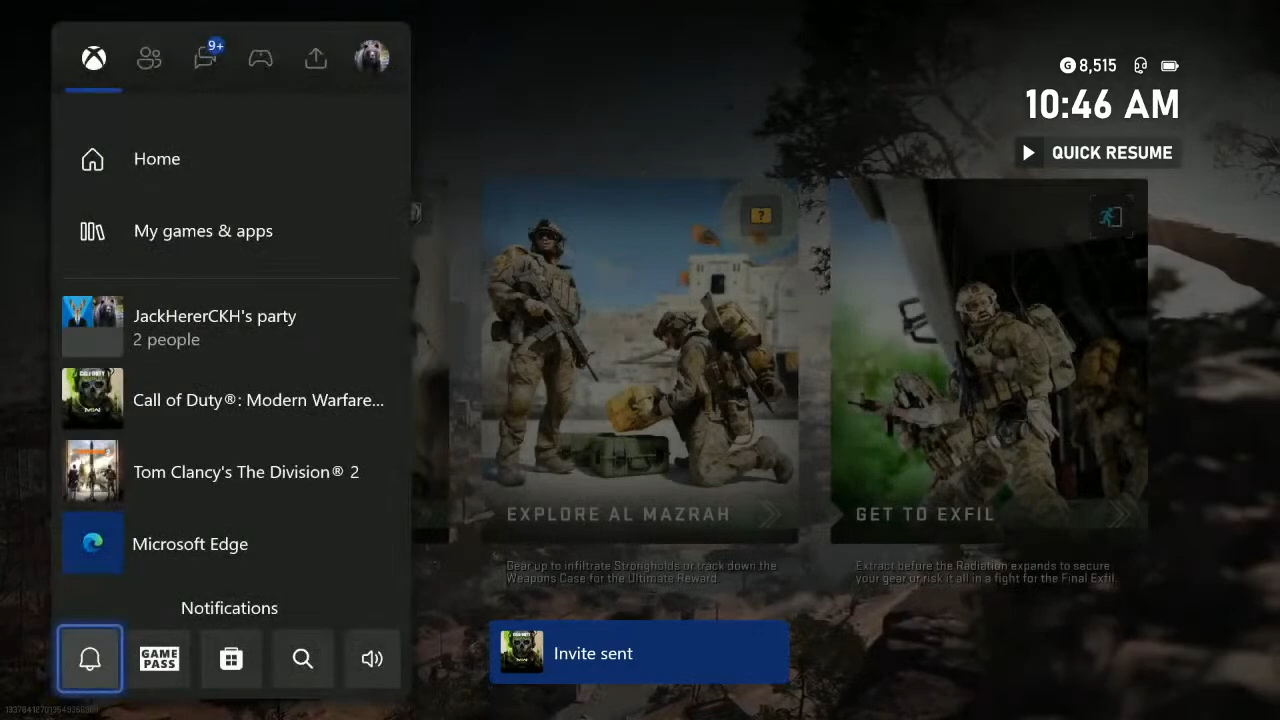 9+
Home
My games & apps
JackHererCKH's party
2 people
Call of Duty®: Modern Warfare...
Tom Clancy's The Division® 2
Microsoft Edge
Notifications
GAME
PASS
G 8,515
10:46 AM
QUICK RESUME
EXPLORE AL MAZRAH
Gear up to infiltrate Strongholds or track down the
Weapons Case for the Ultimate Reward.
GET TO EXFIL
Extract before the Radiation expands to secure
your gear or risk it all in a fight for the Final Exfil.
Invite sent